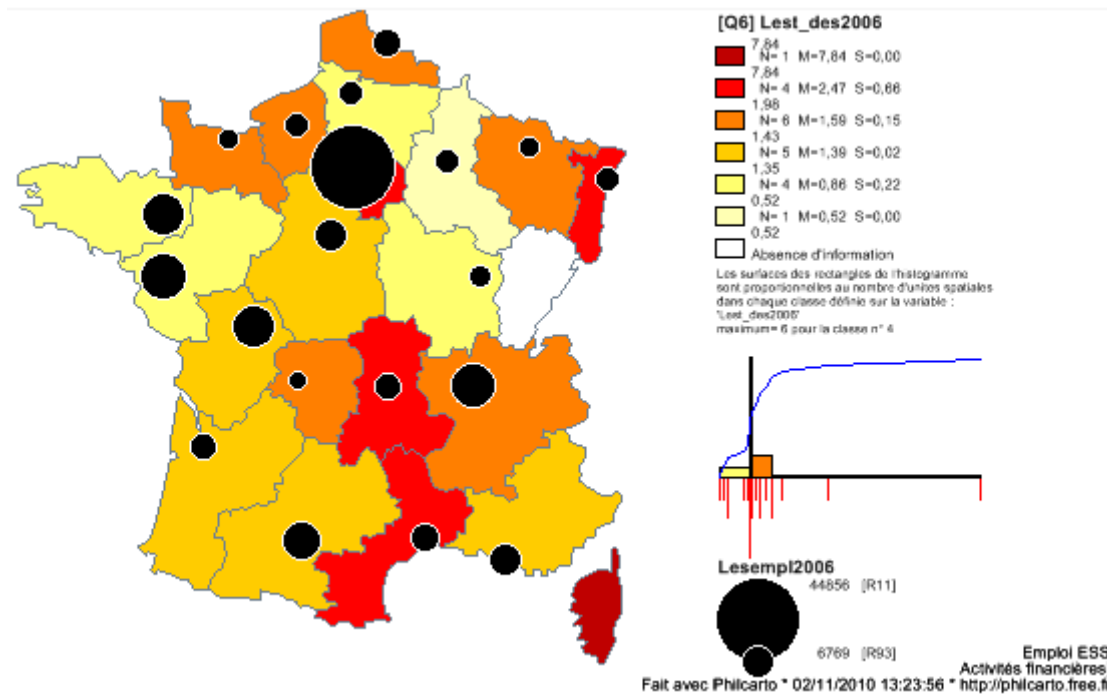 [Q6] Lest_des2006
7,84
N= 1 M=7,84 S=0,00
7,84
N= 4 M=2,47 S=0,66
1,98
N= 6 M=1,59 S=0,15
1,43
N= 5 M=1,39 S=0,02
1,35
N= 4 M=0,86 S=0,22
0,52
N= 1 M=0,52 S=0,00
0,52
Absence d'information
Les surfaces des rectangles de l'histogramme
sont proportionnelles au nombre d'unites spatiales
dans chaque classe définie sur la variable :
'Lest_des2006'
maximum= 6 pour la classe n° 4
Lesempl2006
44856 [R11]
6769 [R93]
Emploi ESS
Activités financières
Fait avec Philcarto * 02/11/2010 13:23:56 * http://philcarto.free.f